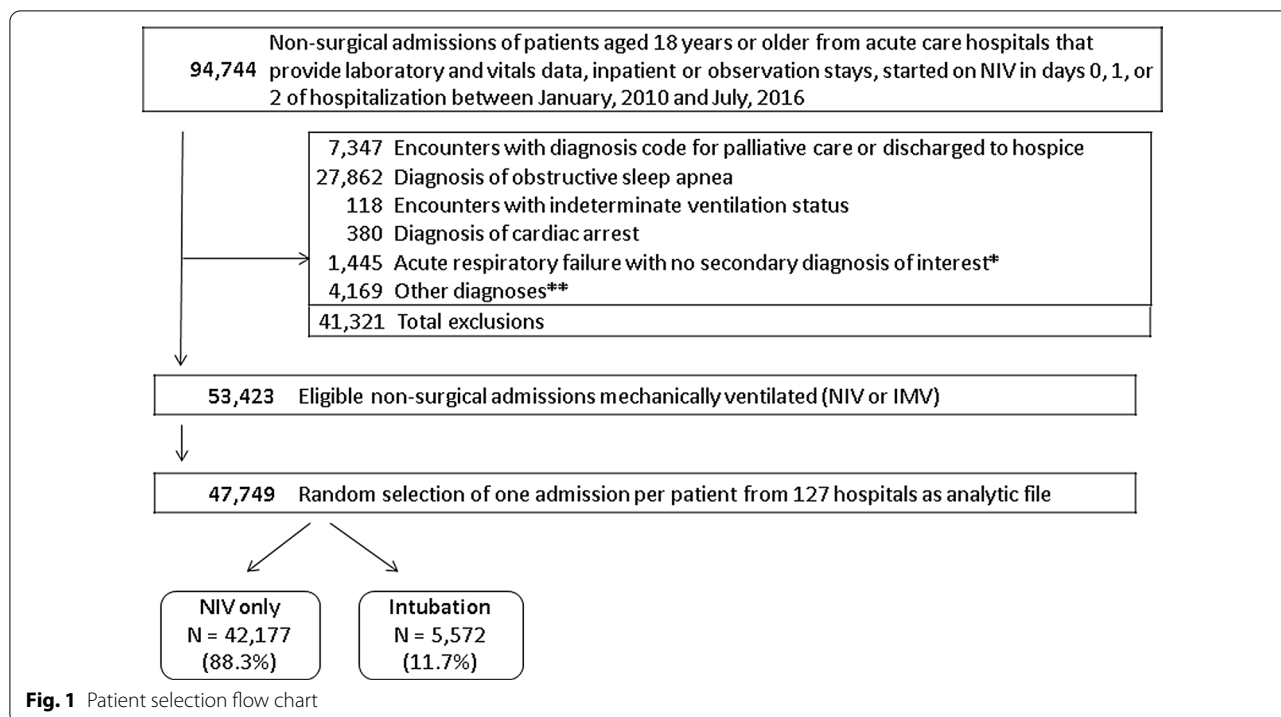 Non-surgical admissions of patients aged 18 years or older from acute care hospitals that
94,744 provide laboratory and vitals data, inpatient or observation stays, started on NIV in days 0, 1, or
2 of hospitalization between January, 2010 and July, 2016
7,347 Encounters with diagnosis code for palliative care or discharged to hospice
27,862 Diagnosis of obstructive sleep apnea
118 Encounters with indeterminate ventilation status
380 Diagnosis of cardiac arrest
1,445 Acute respiratory failure with no secondary diagnosis of interest*
4,169 Other diagnoses**
41,321 Total exclusions
53,423 Eligible non-surgical admissions mechanically ventilated (NIV or IMV)
47,749 Random selection of one admission per patient from 127 hospitals as analytic file
NIV only
N = 42,177
(88.3%)
Intubation
N = 5,572
(11.7%)
Fig. 1 Patient selection flow chart